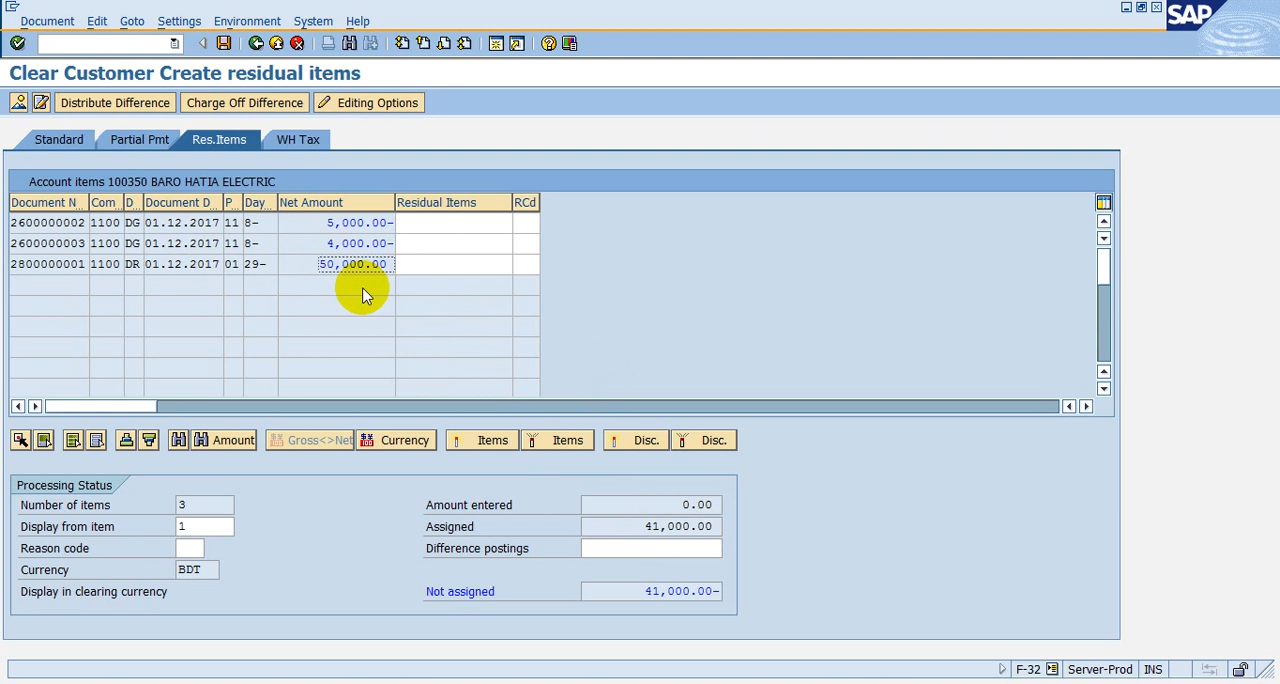 Document Edit Goto Settings Environment System Help
SAP
Clear Customer Create residual items
Distribute Difference Charge Off Difference Editing Options
Standard Partial Pmt Res.Items WH Tax
Account items 100350 BARO HATIA ELECTRIC
Document N... Com... D... Document D... P... Day... Net Amount Residual Items RCd
2600000002 1100 DG 01.12.2017 11 8- 5,000.00-
2600000003 1100 DG 01.12.2017 11 8- 4,000.00-
2800000001 1100 DR 01.12.2017 01 29- 50,000.00
Amount Gross<>Net Currency Items Items Disc. Disc.
Processing Status
Number of items 3 Amount entered 0.00
Display from item 1 Assigned 41,000.00
Reason code Difference postings
Currency BDT
Display in clearing currency Not assigned 41,000.00-
F-32 Server-Prod INS